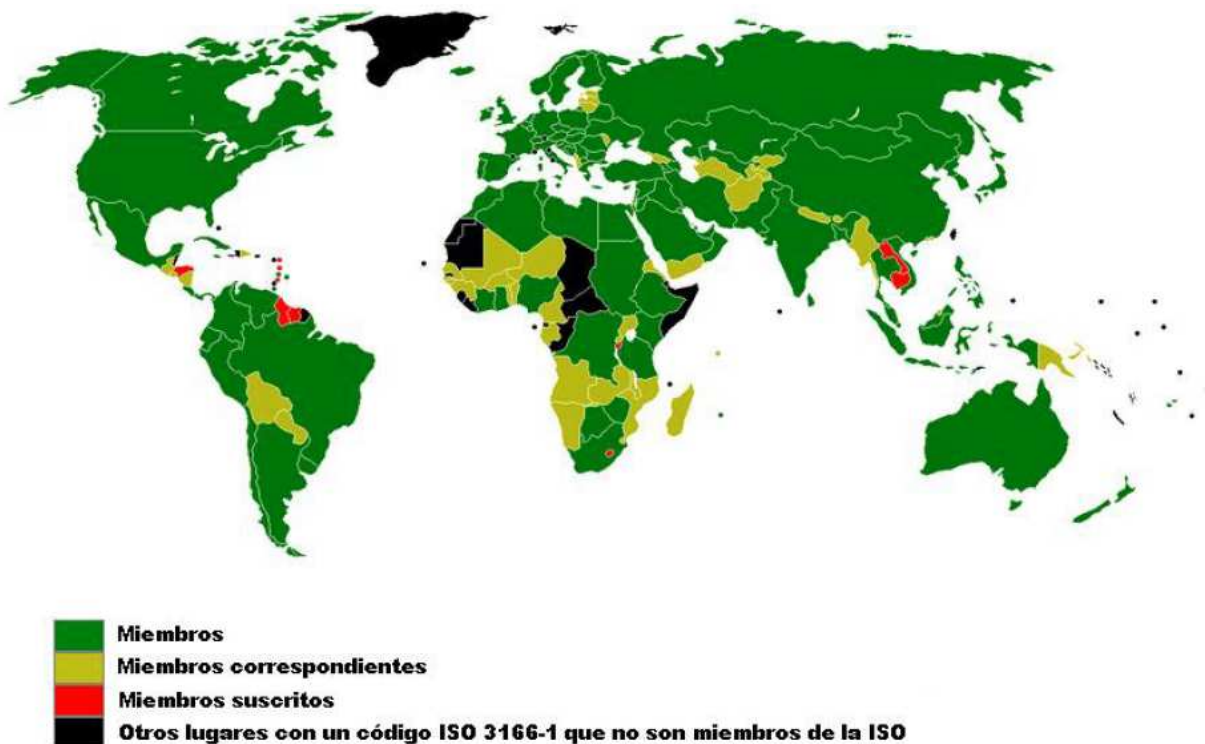 Miembros
Miembros correspondientes
Miembros suscritos
Otros lugares con un código ISO 3166-1 que no son miembros de la ISO